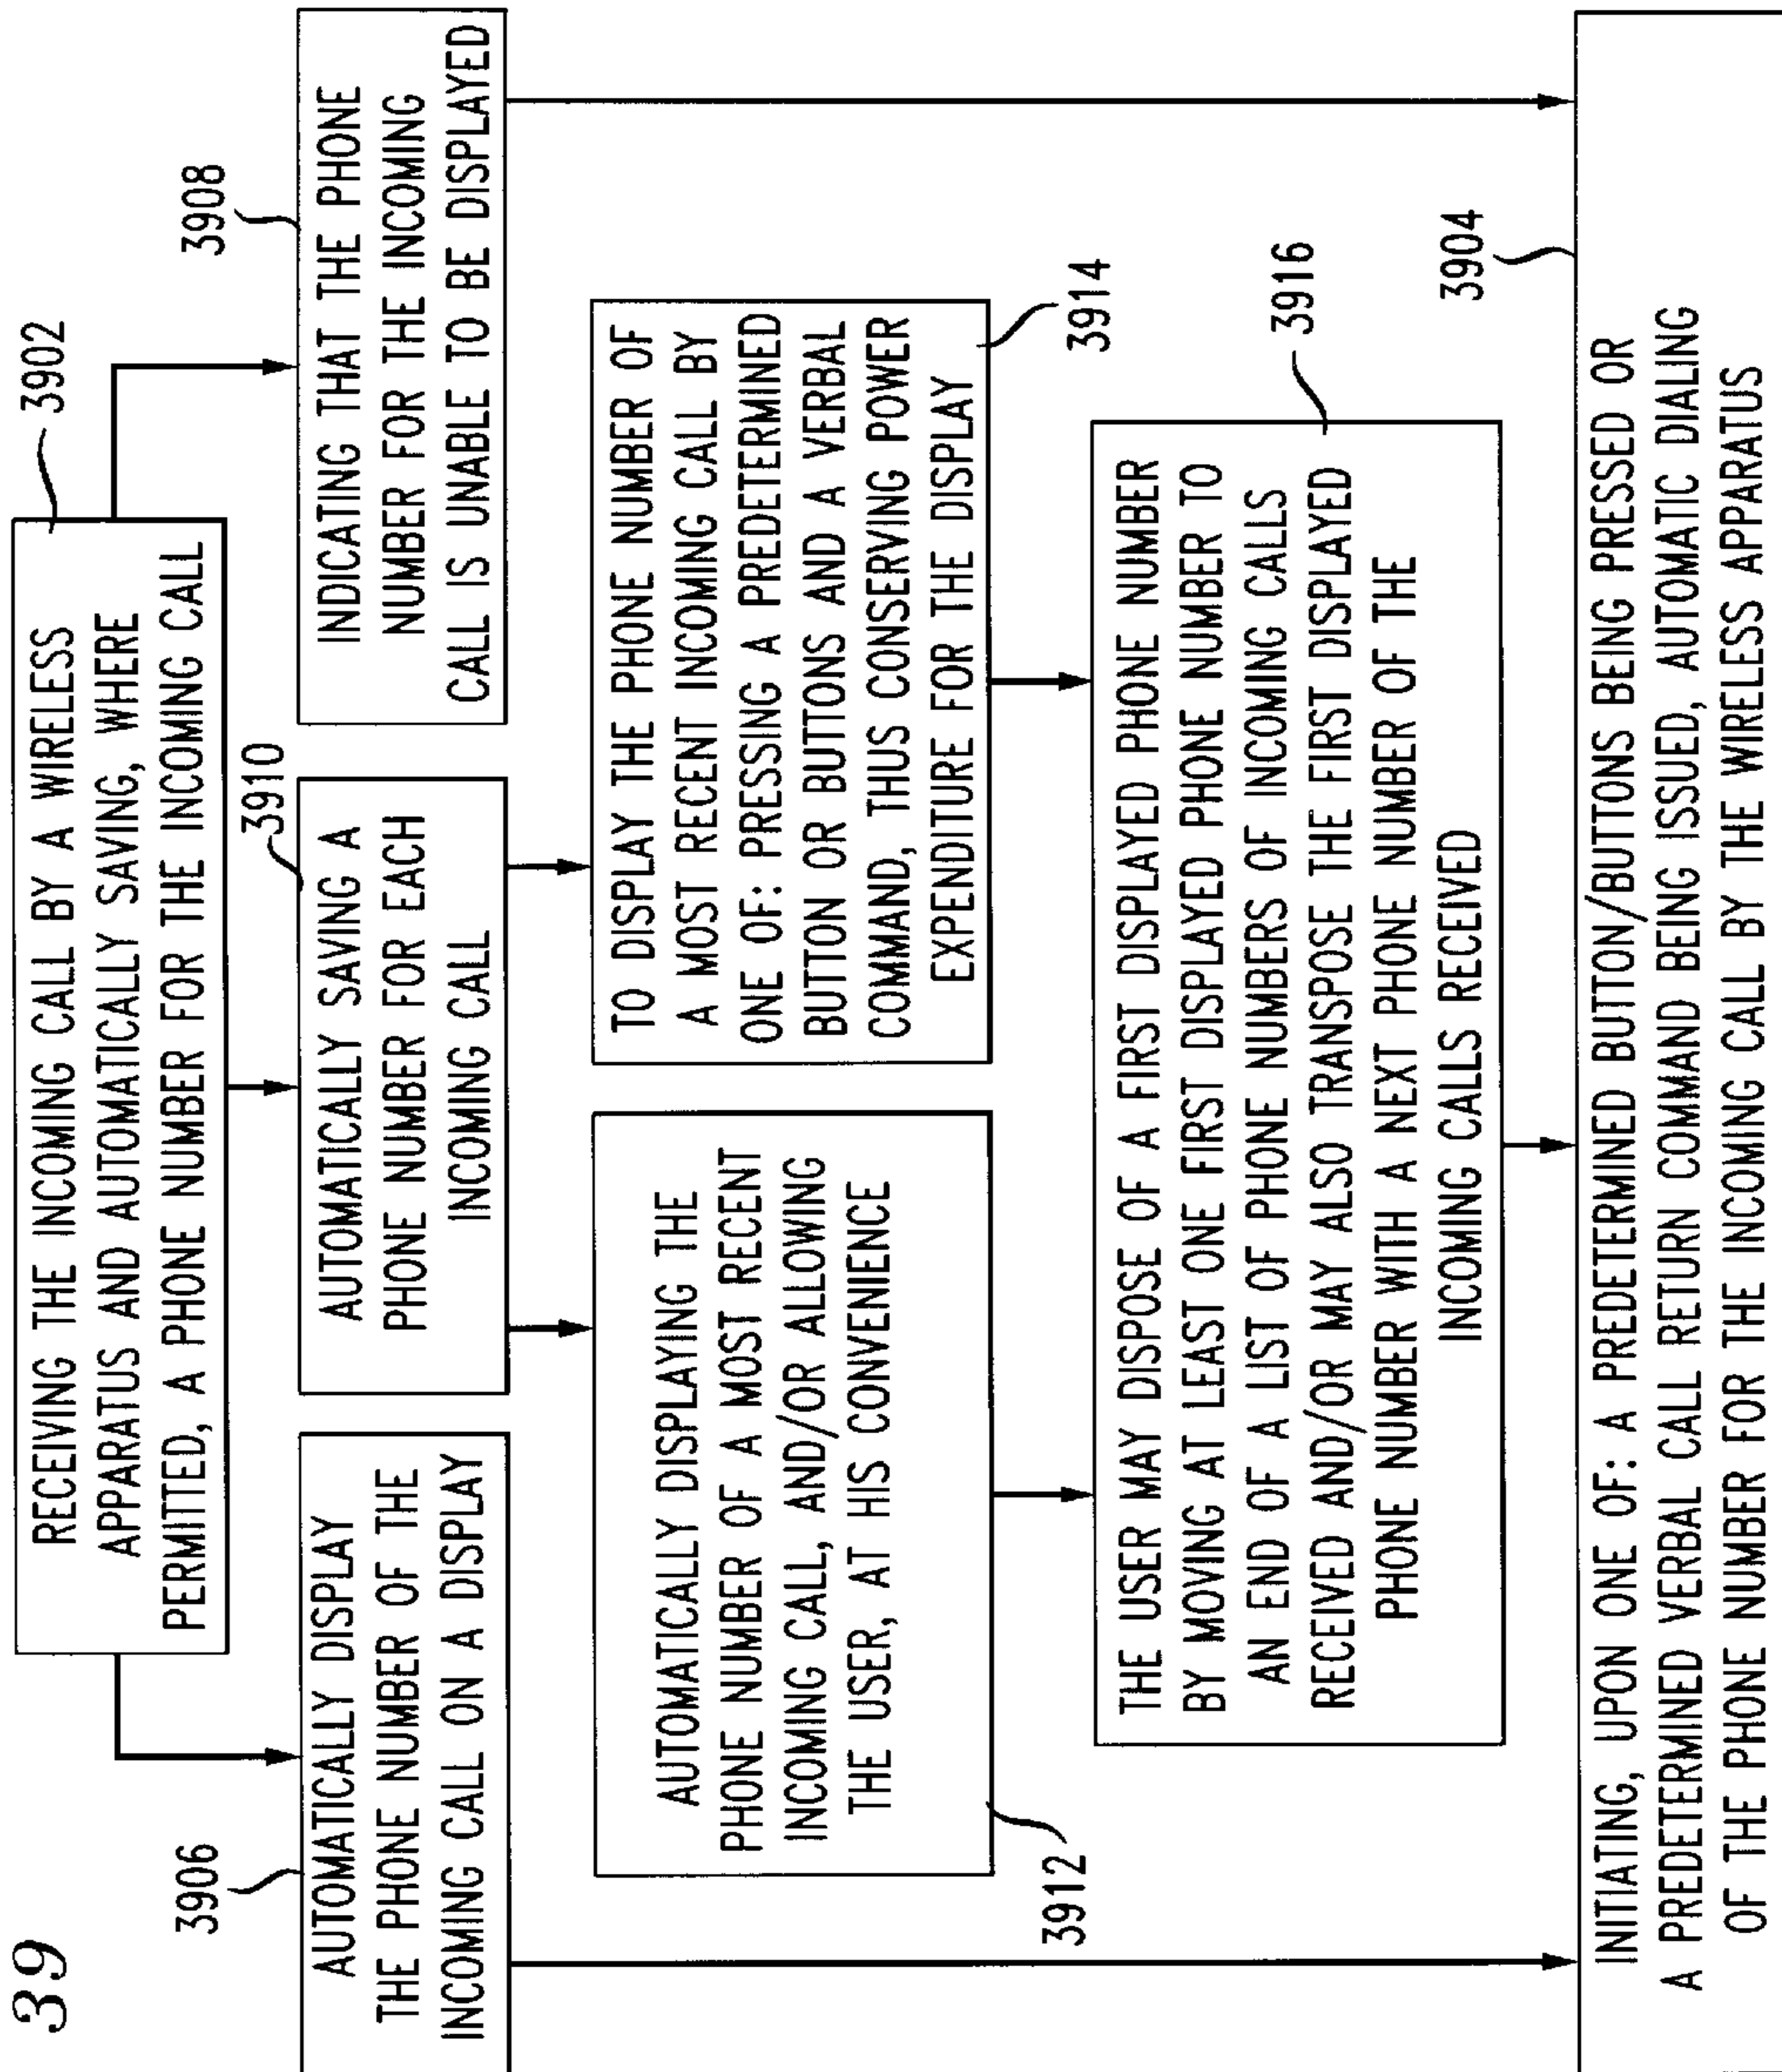 39
3902
RECEIVING THE INCOMING CALL BY A WIRELESS
APPARATUS AND AUTOMATICALLY SAVING, WHERE
PERMITTED, A PHONE NUMBER FOR THE INCOMING CALL
3906
AUTOMATICALLY DISPLAY
THE PHONE NUMBER OF THE
INCOMING CALL ON A DISPLAY
3910
AUTOMATICALLY SAVING A
PHONE NUMBER FOR EACH
INCOMING CALL
3908
INDICATING THAT THE PHONE
NUMBER FOR THE INCOMING
CALL IS UNABLE TO BE DISPLAYED
AUTOMATICALLY DISPLAYING THE
PHONE NUMBER OF A MOST RECENT
INCOMING CALL, AND/OR ALLOWING
THE USER, AT HIS CONVENIENCE
3912
TO DISPLAY THE PHONE NUMBER OF
A MOST RECENT INCOMING CALL BY
ONE OF: PRESSING A PREDETERMINED
BUTTON OR BUTTONS AND A VERBAL
COMMAND, THUS CONSERVING POWER
EXPENDITURE FOR THE DISPLAY
3914
THE USER MAY DISPOSE OF A FIRST DISPLAYED PHONE NUMBER
BY MOVING AT LEAST ONE FIRST DISPLAYED PHONE NUMBER TO
AN END OF A LIST OF PHONE NUMBERS OF INCOMING CALLS
RECEIVED AND/OR MAY ALSO TRANSPOSE THE FIRST DISPLAYED
PHONE NUMBER WITH A NEXT PHONE NUMBER OF THE
INCOMING CALLS RECEIVED
3916
3904
INITIATING, UPON ONE OF: A PREDETERMINED BUTTON/BUTTONS BEING PRESSED OR
A PREDETERMINED VERBAL CALL RETURN COMMAND BEING ISSUED, AUTOMATIC DIALING
OF THE PHONE NUMBER FOR THE INCOMING CALL BY THE WIRELESS APPARATUS